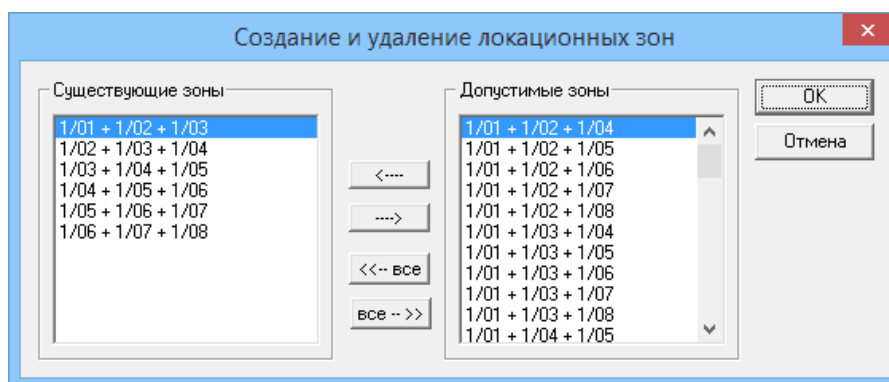 Создание и удаление локационных зон
Существующие зоны
1/01 + 1/02 + 1/03
1/02 + 1/03 + 1/04
1/03 + 1/04 + 1/05
1/04 + 1/05 + 1/06
1/05 + 1/06 + 1/07
1/06 + 1/07 + 1/08
<----
---->
<<-- все
все -- >>
Допустимые зоны
1/01 + 1/02 + 1/04
1/01 + 1/02 + 1/05
1/01 + 1/02 + 1/06
1/01 + 1/02 + 1/07
1/01 + 1/02 + 1/08
1/01 + 1/03 + 1/04
1/01 + 1/03 + 1/05
1/01 + 1/03 + 1/06
1/01 + 1/03 + 1/07
1/01 + 1/03 + 1/08
1/01 + 1/04 + 1/05
OK
Отмена